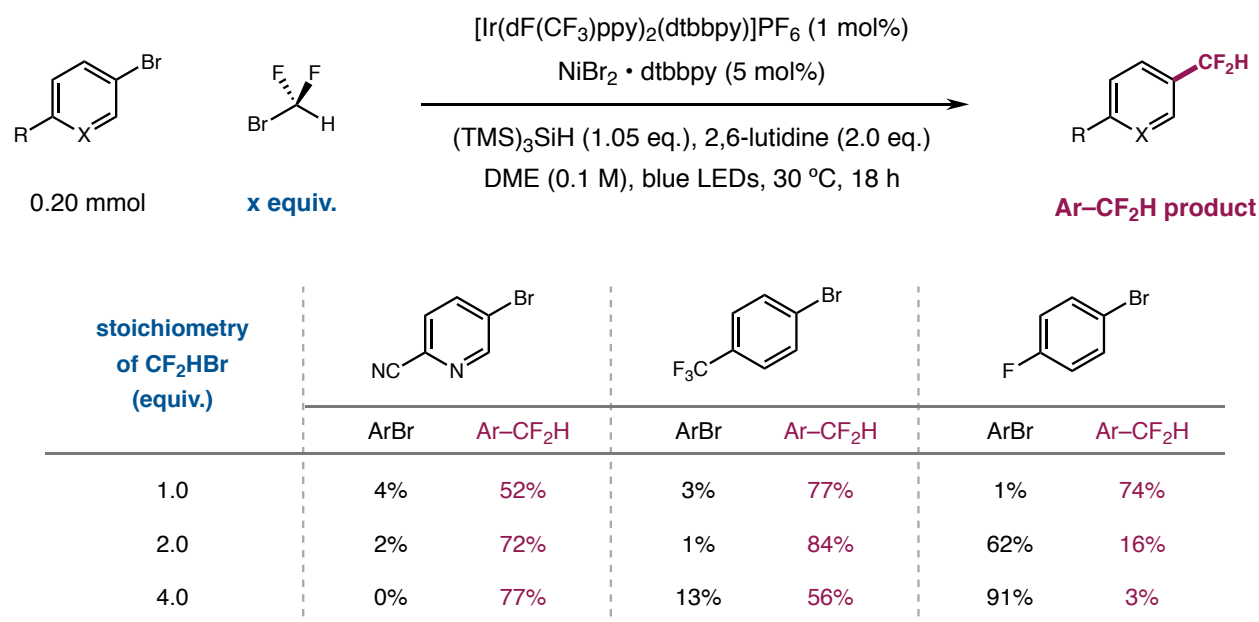 [Ir(dF(CF3)ppy)2(dtbbpy)]PF6 (1 mol%)
NiBr2 • dtbbpy (5 mol%)
(TMS)3SiH (1.05 eq.), 2,6-lutidine (2.0 eq.)
DME (0.1 M), blue LEDs, 30 ºC, 18 h
Br
R
X
F F
Br
H
CF2H
R
X
0.20 mmol
x equiv.
Ar–CF2H product
stoichiometry
of CF2HBr
(equiv.)
Br
NC
N
Br
F3C
Br
F
ArBr Ar–CF2H ArBr Ar–CF2H ArBr Ar–CF2H
1.0 4% 52% 3% 77% 1% 74%
2.0 2% 72% 1% 84% 62% 16%
4.0 0% 77% 13% 56% 91% 3%